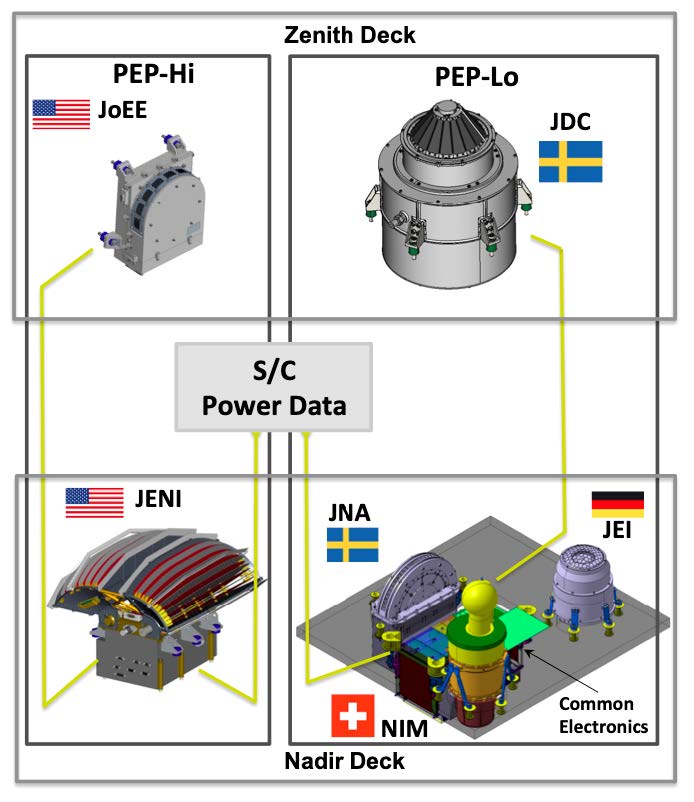 Zenith Deck
PEP-Hi
PEP-Lo
JoEE
JDC
S/C
Power Data
JENI
JNA
JEI
Common
Electronics
NIM
Nadir Deck